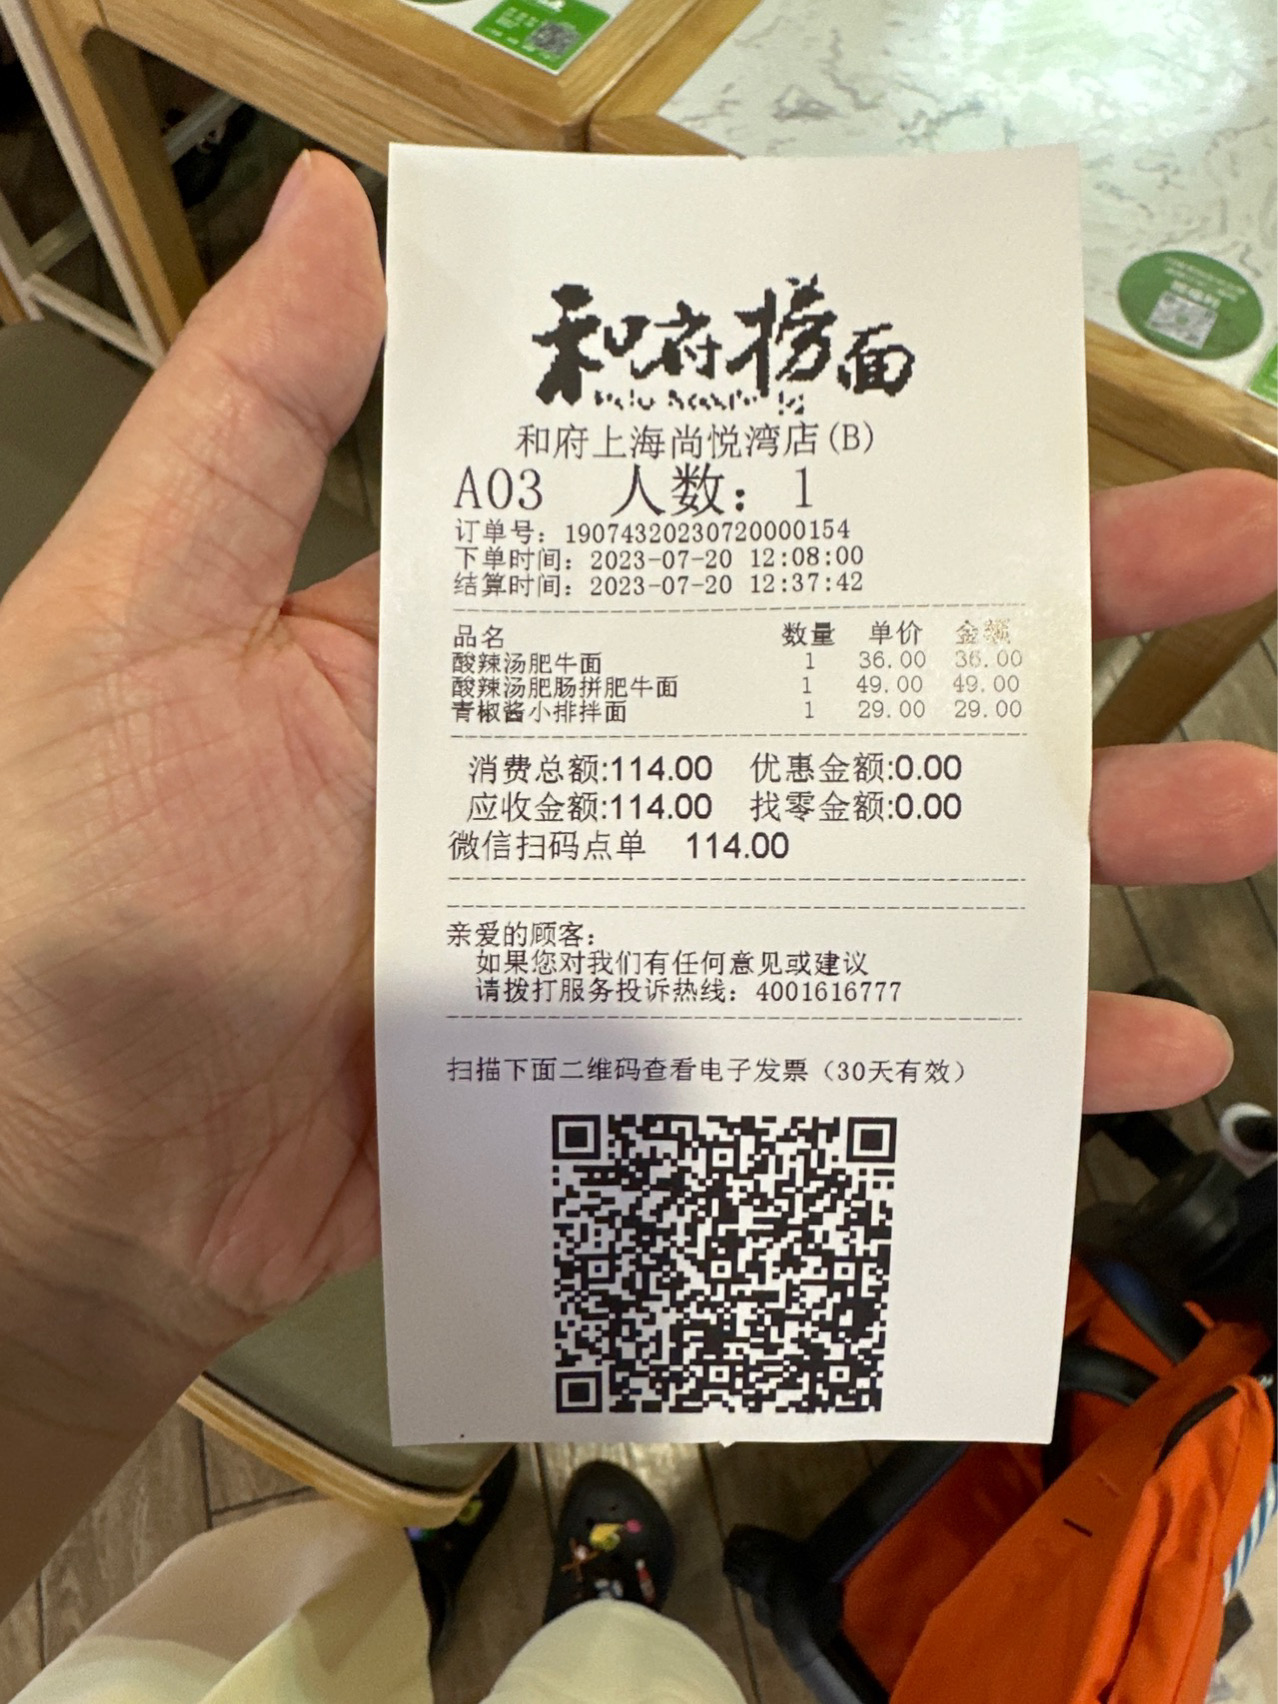 和府捞面
和府上海尚悦湾店(B)
A03 人数：1
订单号：19074320230720000154
下单时间：2023-07-20 12:08:00
结算时间：2023-07-20 12:37:42
品名 数量 单价 金额
酸辣汤肥牛面 1 36.00 36.00
酸辣汤肥肠拼肥牛面 1 49.00 49.00
青椒酱小排拌面 1 29.00 29.00
消费总额:114.00 优惠金额:0.00
应收金额:114.00 找零金额:0.00
微信扫码点单 114.00
亲爱的顾客：
如果您对我们有任何意见或建议
请拨打服务投诉热线：4001616777
扫描下面二维码查看电子发票（30天有效）